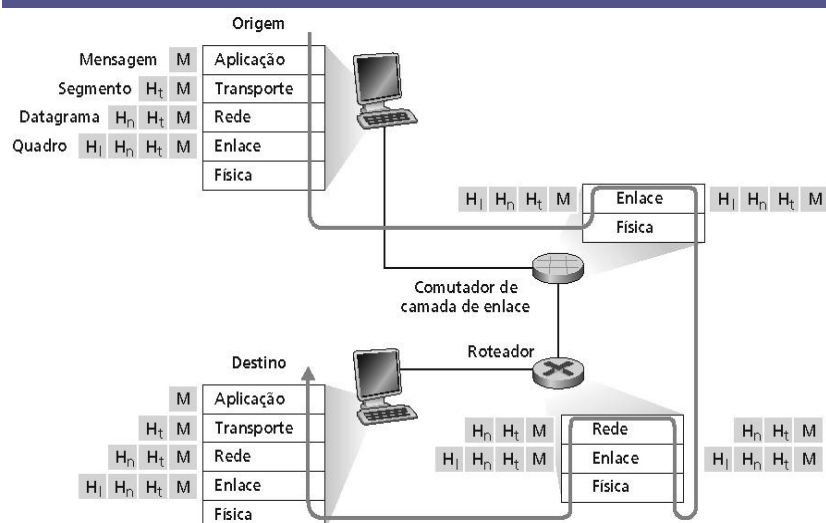 Origem
Mensagem M Aplicação
Segmento Ht M Transporte
Datagrama Hn Ht M Rede
Quadro Hl Hn Ht M Enlace
Física
Hl Hn Ht M Enlace Hl Hn Ht M
Física
Comutador de
camada de enlace
Roteador
Destino
M Aplicação
Ht M Transporte
Hn Ht M Rede
Hl Hn Ht M Enlace
Física
Hn Ht M Rede Hn Ht M
Hl Hn Ht M Enlace Hl Hn Ht M
Física